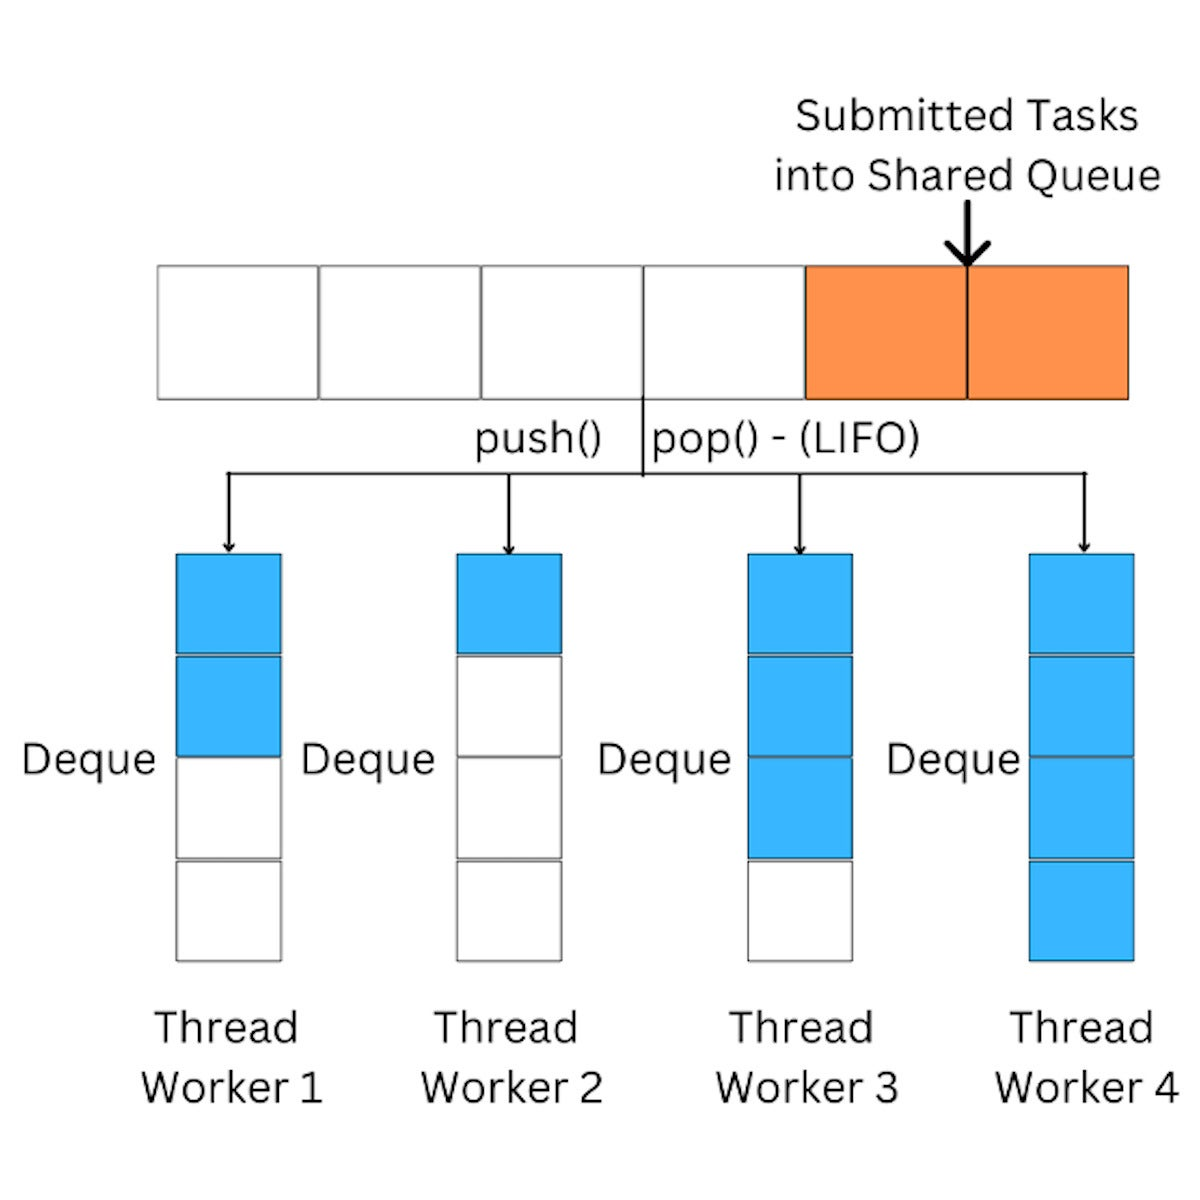 Submitted Tasks
into Shared Queue
push() pop() - (LIFO)
Deque Deque Deque Deque
Thread Thread Thread Thread
Worker 1 Worker 2 Worker 3 Worker 4